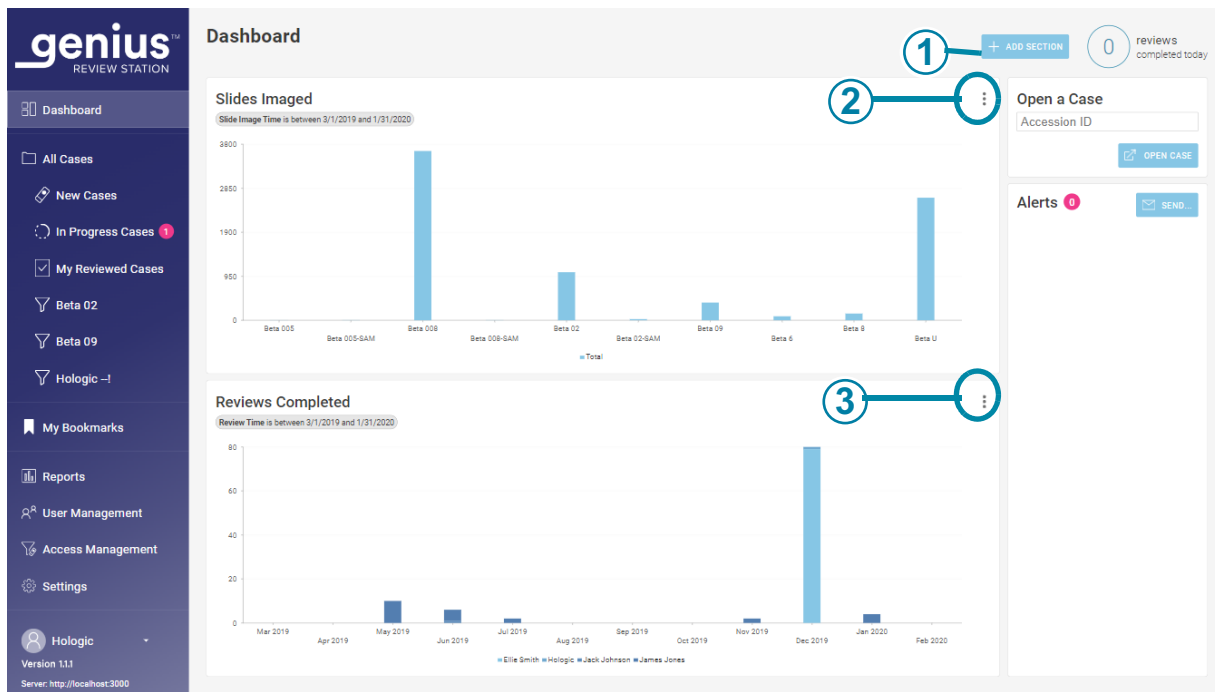 genius™
REVIEW STATION
Dashboard
All Cases
New Cases
In Progress Cases 1
My Reviewed Cases
Beta 02
Beta 09
Hologic –!
My Bookmarks
Reports
User Management
Access Management
Settings
Hologic
Version 1.1.1
Server: http://localhost:3000
Dashboard
1
+ ADD SECTION
0
reviews
completed today
Slides Imaged
2
Slide Image Time is between 3/1/2019 and 1/31/2020
3800
2850
1900
950
0
Beta 005 Beta 008 Beta 02 Beta 09 Beta 8 Beta U
Beta 005-SAM Beta 008-SAM Beta 02-SAM Beta 6
Total
Reviews Completed
3
Review Time is between 3/1/2019 and 1/31/2020
80
60
40
20
0
Mar 2019 May 2019 Jul 2019 Sep 2019 Nov 2019 Jan 2020
Apr 2019 Jun 2019 Aug 2019 Oct 2019 Dec 2019 Feb 2020
Ellie Smith Hologic Jack Johnson James Jones
Open a Case
Accession ID
OPEN CASE
Alerts 0
SEND...